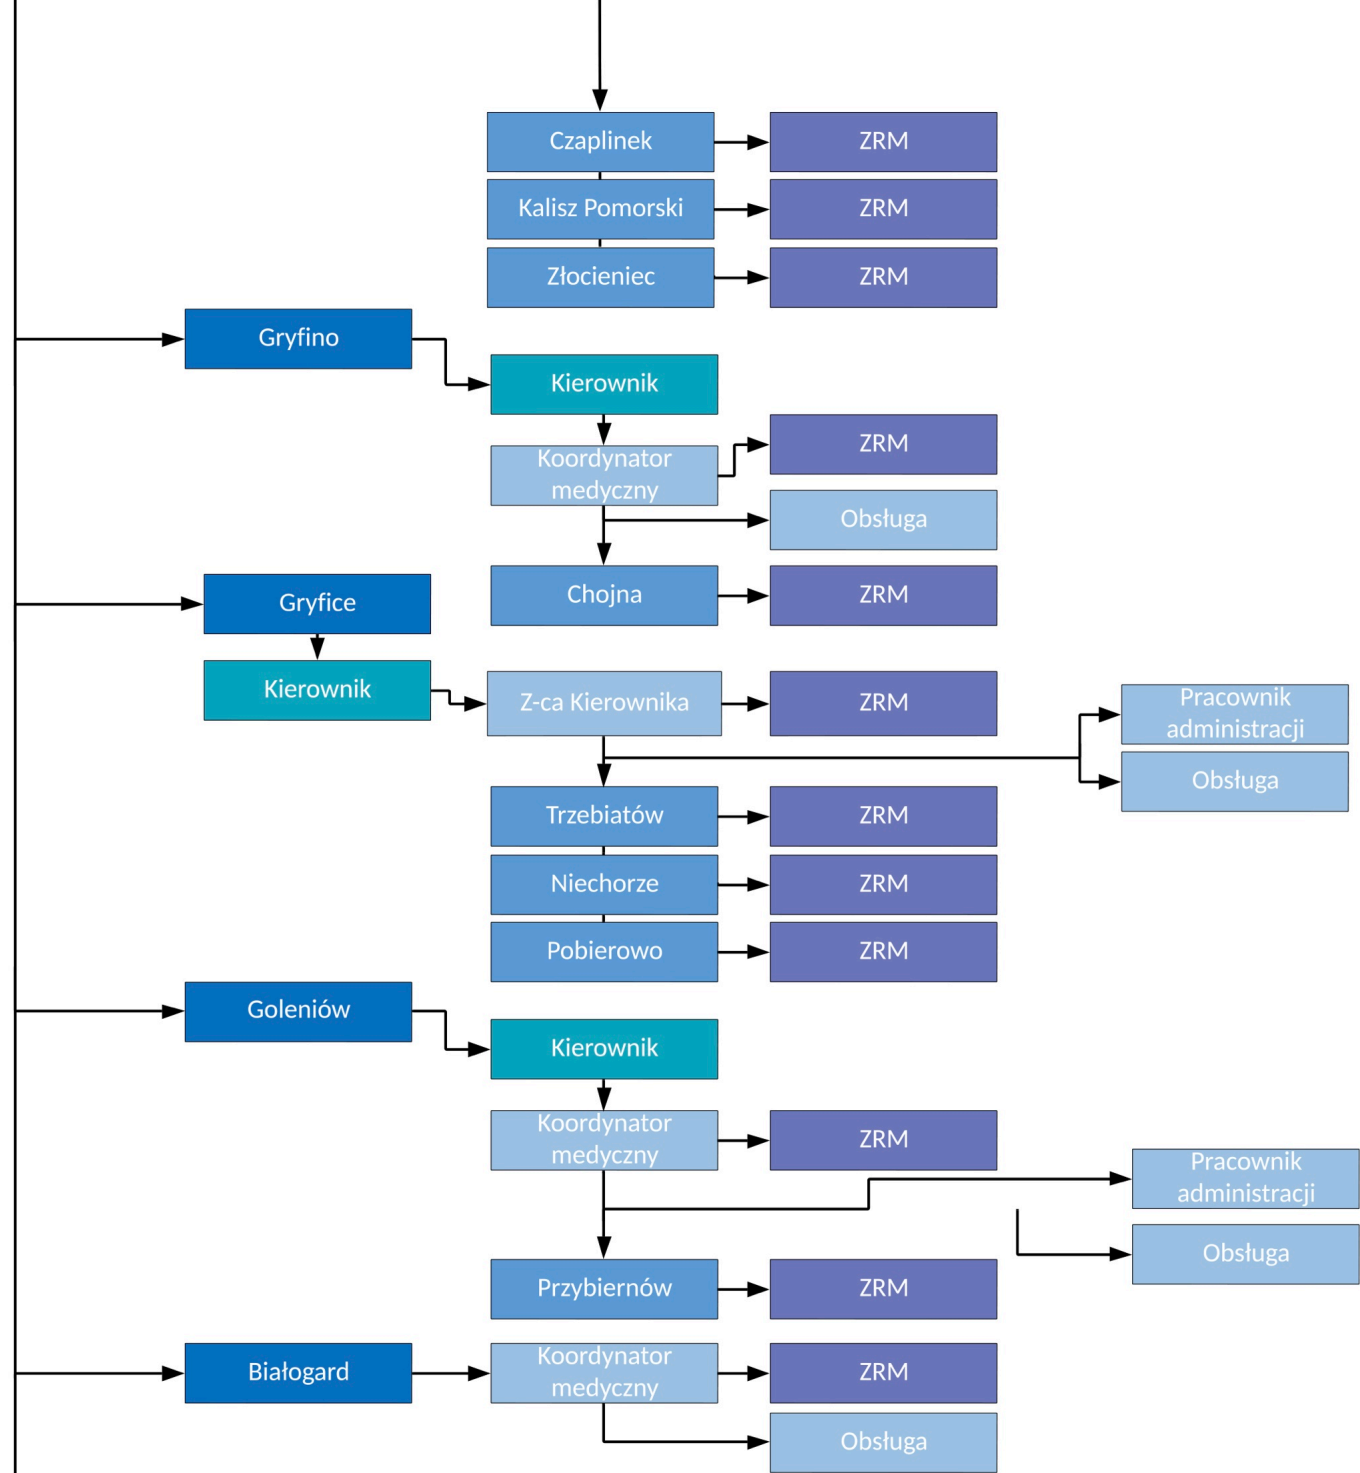 Czaplinek
ZRM
Kalisz Pomorski
ZRM
Złocieniec
ZRM
Gryfino
Kierownik
Koordynator
medyczny
ZRM
Obsługa
Chojna
ZRM
Gryfice
Kierownik
Z-ca Kierownika
ZRM
Pracownik
administracji
Obsługa
Trzebiatów
ZRM
Niechorze
ZRM
Pobierowo
ZRM
Goleniów
Kierownik
Koordynator
medyczny
ZRM
Pracownik
administracji
Obsługa
Przybiernów
ZRM
Białogard
Koordynator
medyczny
ZRM
Obsługa